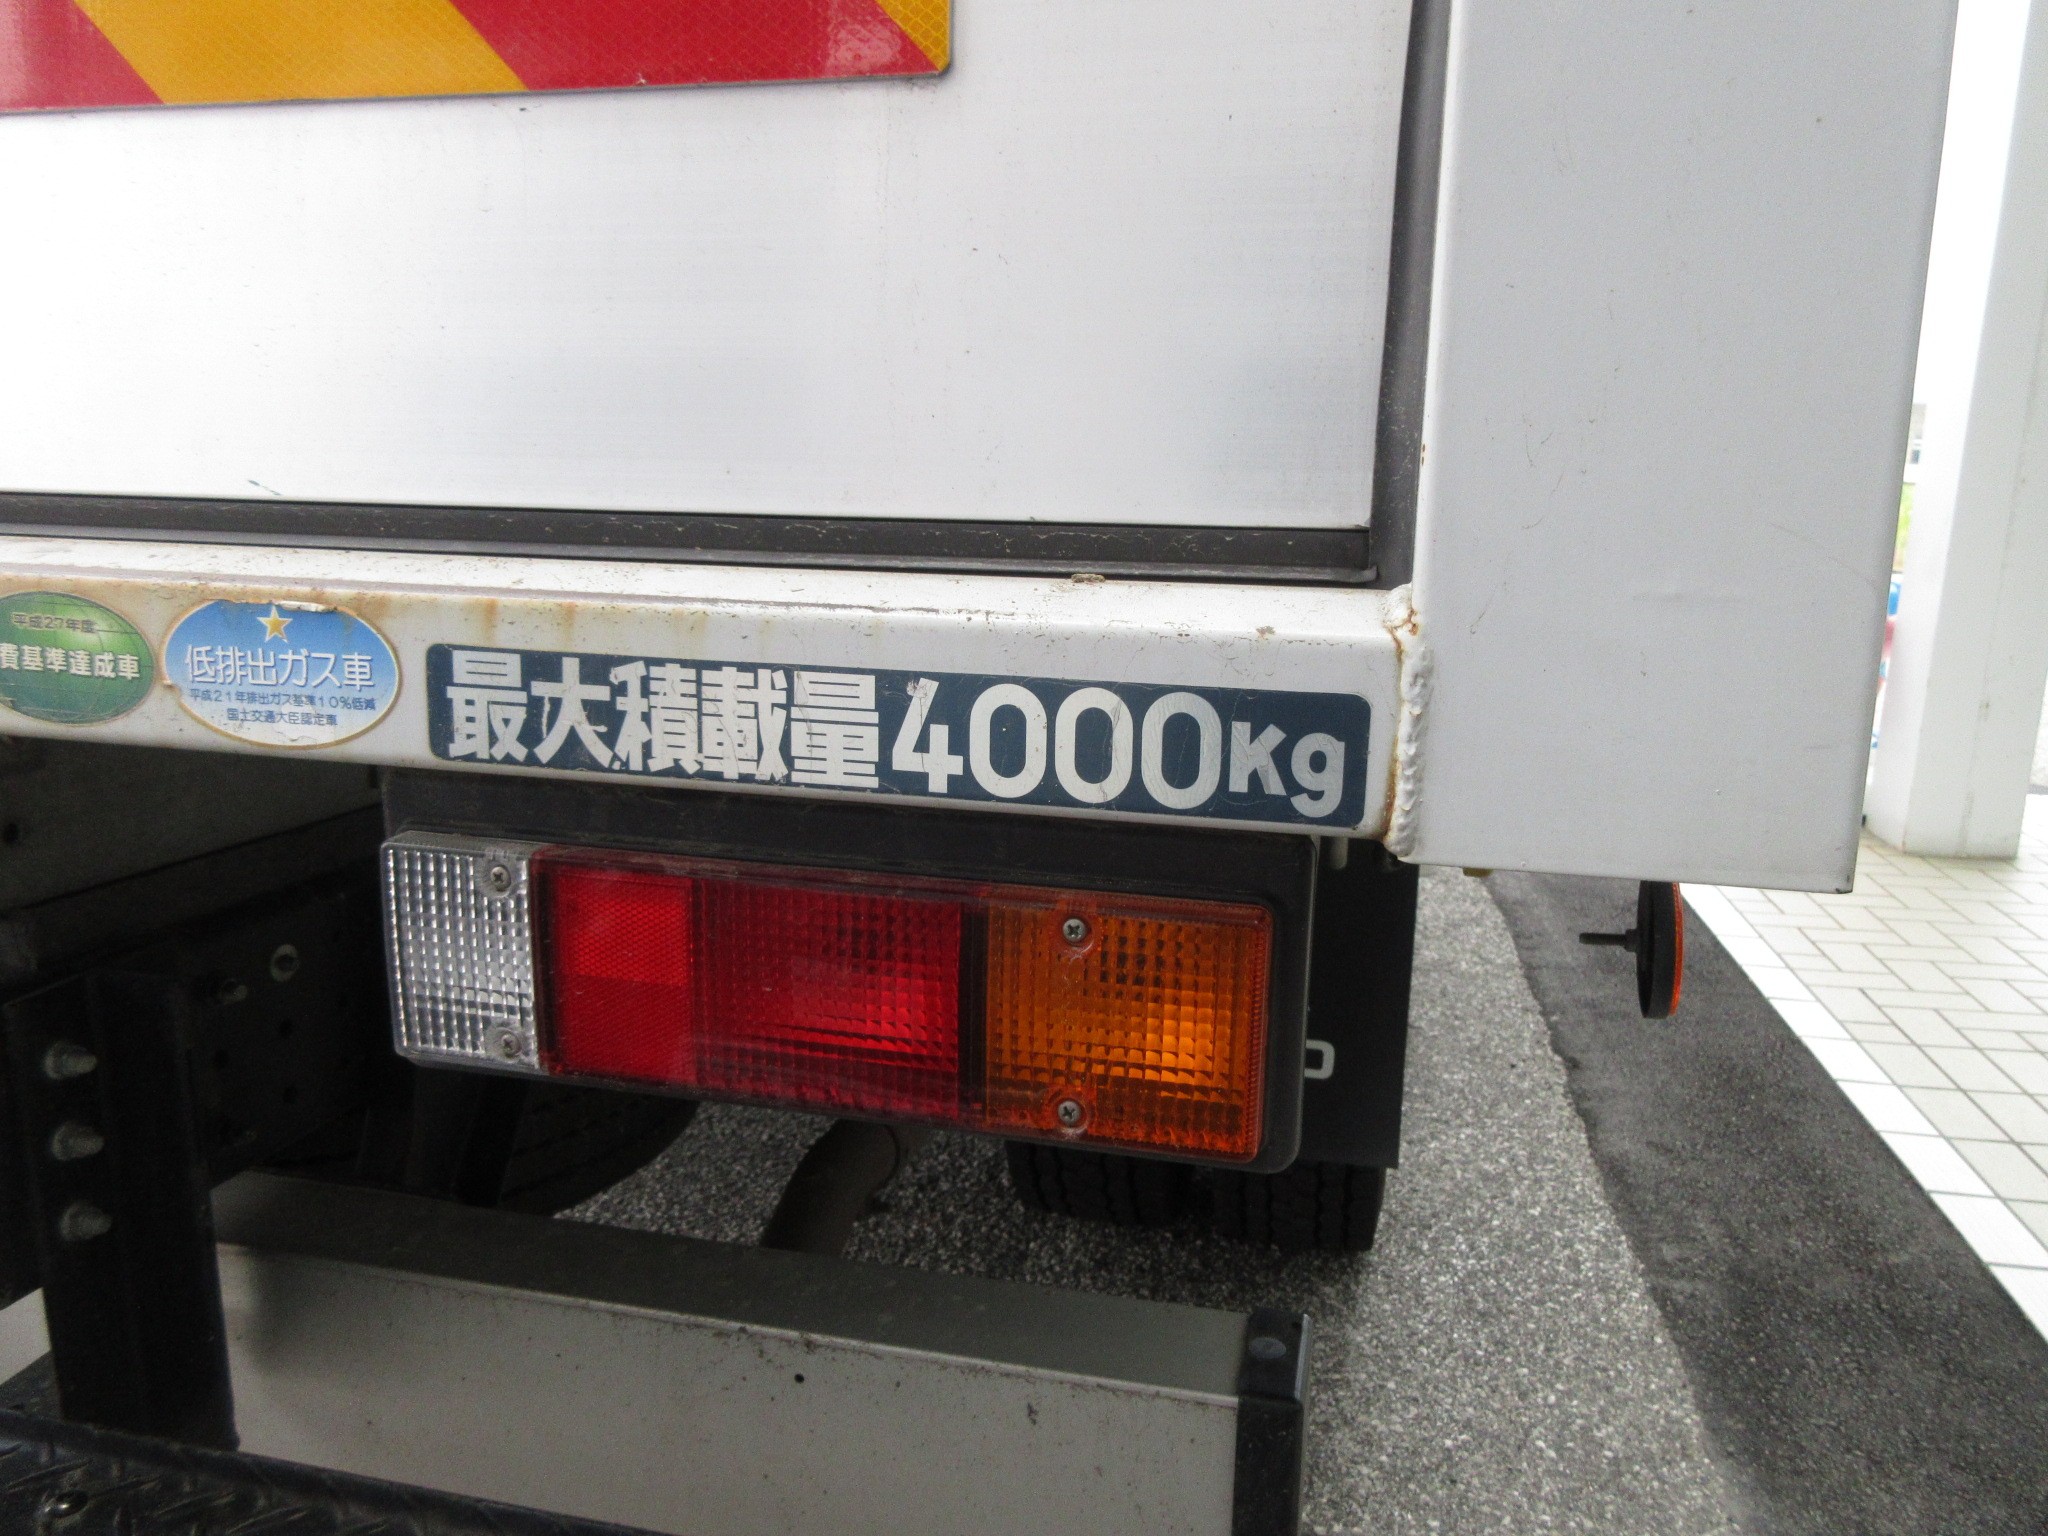 平成27年度
費基準達成車
低排出ガス車
平成21年排出ガス基準10%低減
国土交通大臣認定車
最大積載量4000Kg
O